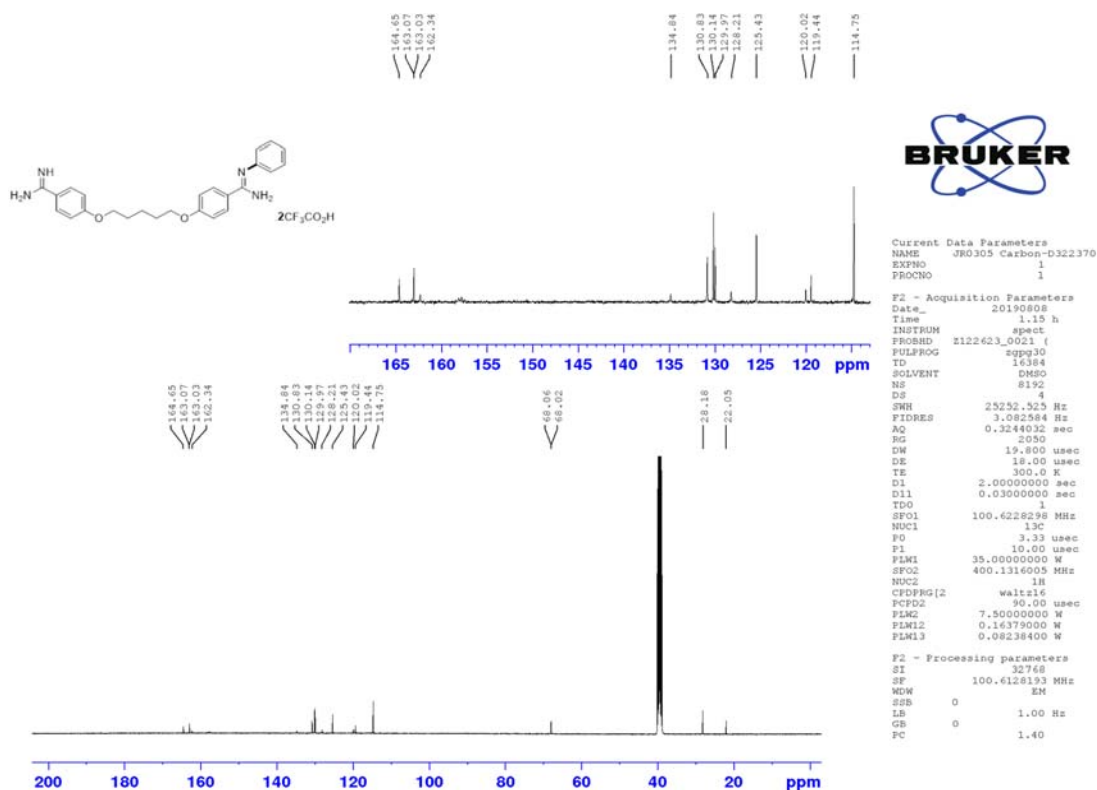 164.65
163.07
163.03
162.34
134.84
130.83
130.14
129.97
128.21
125.43
120.02
119.44
114.75
NH
H₂N
O
O
N
NH₂
2CF₃CO₂H
165 160 155 150 145 140 135 130 125 120 ppm
164.65
163.07
163.03
162.34
134.84
130.83
130.14
129.97
128.21
125.43
120.02
119.44
114.75
68.06
68.02
28.18
22.05
200 180 160 140 120 100 80 60 40 20 ppm
BRUKER
Current Data Parameters
NAME JR0305 Carbon-D322370
EXPNO 1
PROCNO 1
F2 - Acquisition Parameters
Date_ 20190808
Time 1.15 h
INSTRUM spect
PROBHD Z122623_0021 (
PULPROG zgpg30
TD 16384
SOLVENT DMSO
NS 8192
DS 4
SWH 25252.525 Hz
FIDRES 3.082584 Hz
AQ 0.3244032 sec
RG 2050
DW 19.800 usec
DE 18.00 usec
TE 300.0 K
D1 2.00000000 sec
D11 0.03000000 sec
TD0 1
SFO1 100.6228298 MHz
NUC1 13C
P0 3.33 usec
P1 10.00 usec
PLW1 35.00000000 W
SFO2 400.1316005 MHz
NUC2 1H
CPDPRG[2 waltz16
PCPD2 90.00 usec
PLW2 7.50000000 W
PLW12 0.16379000 W
PLW13 0.08238400 W
F2 - Processing parameters
SI 32768
SF 100.6128193 MHz
WDW EM
SSB 0
LB 1.00 Hz
GB 0
PC 1.40